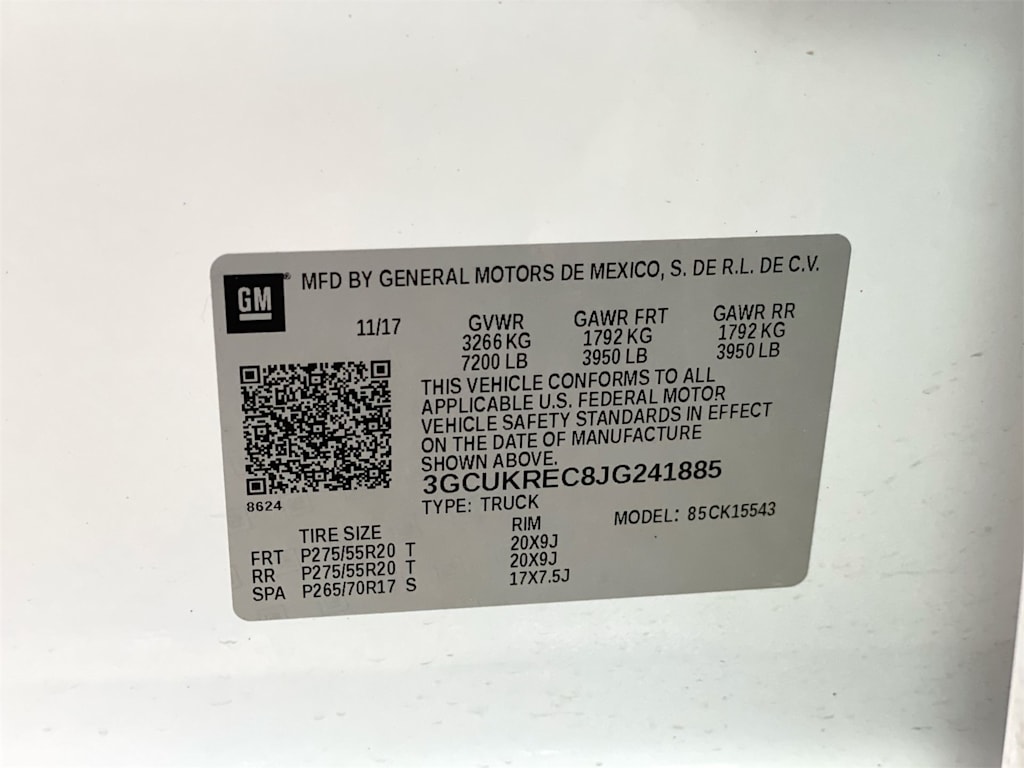 GM® MFD BY GENERAL MOTORS DE MEXICO, S. DE R.L. DE C.V.
11/17 GVWR GAWR FRT GAWR RR
3266 KG 1792 KG 1792 KG
7200 LB 3950 LB 3950 LB
THIS VEHICLE CONFORMS TO ALL
APPLICABLE U.S. FEDERAL MOTOR
VEHICLE SAFETY STANDARDS IN EFFECT
ON THE DATE OF MANUFACTURE
SHOWN ABOVE.
3GCUKREC8JG241885
8624
TYPE: TRUCK MODEL: 85CK15543
TIRE SIZE RIM
FRT P275/55R20 T 20X9J
RR P275/55R20 T 20X9J
SPA P265/70R17 S 17X7.5J